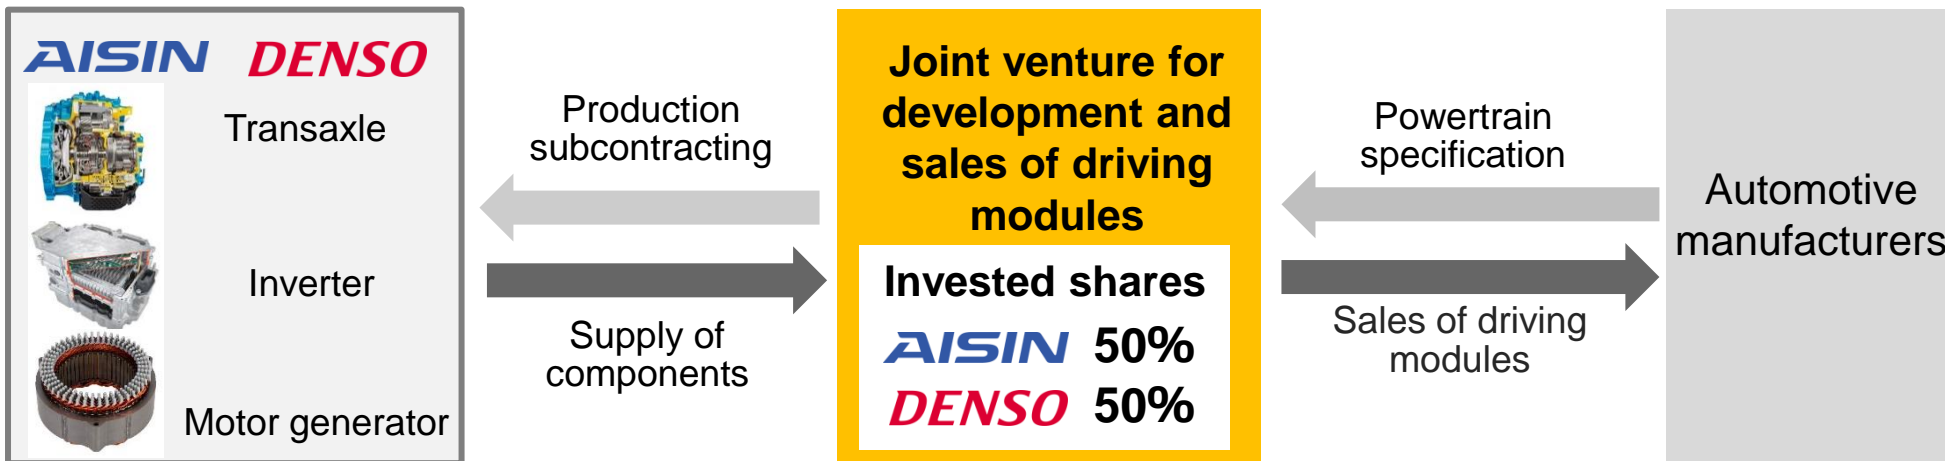 AISIN DENSO
Transaxle
Inverter
Motor generator
Production
subcontracting
Supply of
components
Joint venture for
development and
sales of driving
modules
Invested shares
AISIN 50%
DENSO 50%
Powertrain
specification
Sales of driving
modules
Automotive
manufacturers